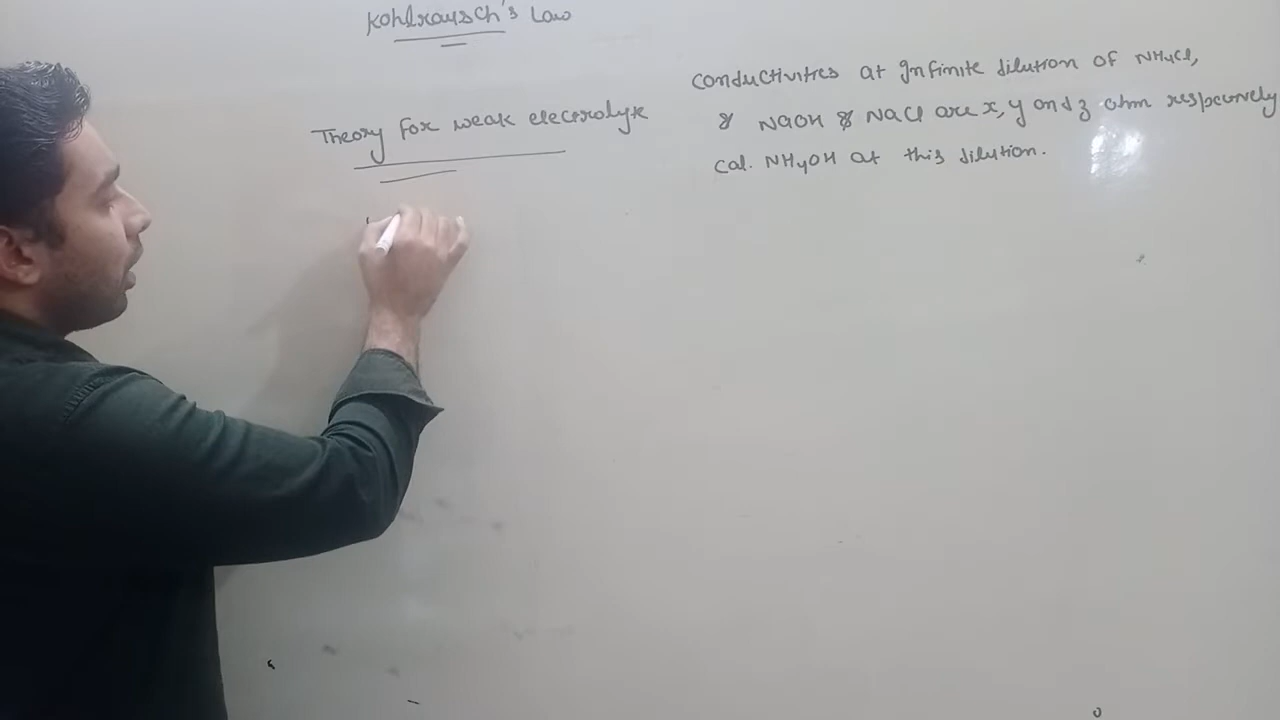 Kohlrausch's Law
Theory for weak electrolyte
conductivities at Infinite dilution of NH4Cl,
& NaOH & NaCl are x, y and z ohm respectively
Cal. NH4OH at this dilution.